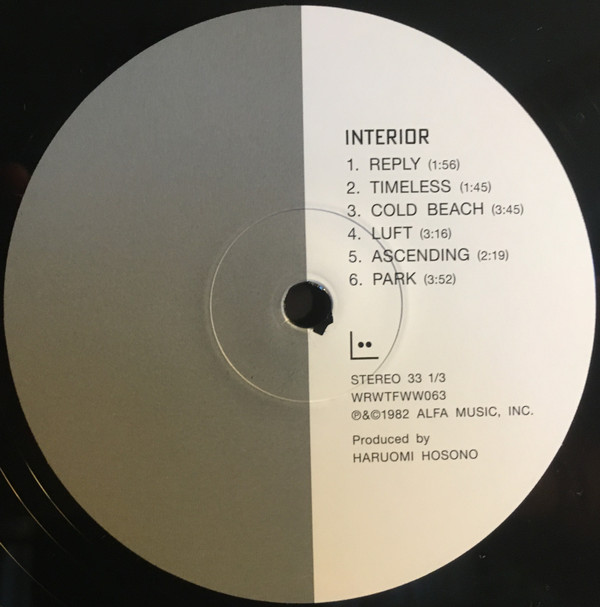 INTERIOR
1. REPLY (1:56)
2. TIMELESS (1:45)
3. COLD BEACH (3:45)
4. LUFT (3:16)
5. ASCENDING (2:19)
6. PARK (3:52)
STEREO 33 1/3
WRWTFWW063
℗&©1982 ALFA MUSIC, INC.
Produced by
HARUOMI HOSONO